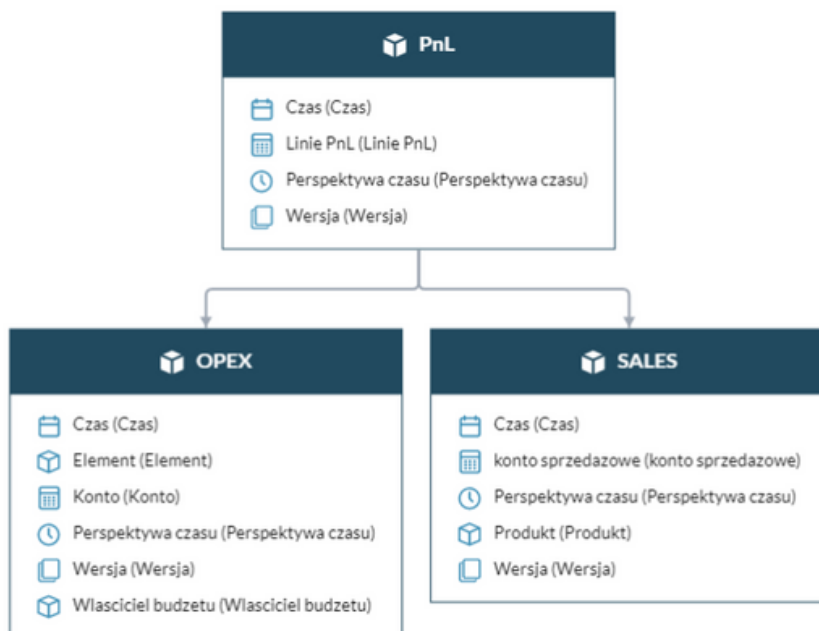 PnL
Czas (Czas)
Linie PnL (Linie PnL)
Perspektywa czasu (Perspektywa czasu)
Wersja (Wersja)
OPEX
Czas (Czas)
Element (Element)
Konto (Konto)
Perspektywa czasu (Perspektywa czasu)
Wersja (Wersja)
Wlasciciel budzetu (Wlasciciel budzetu)
SALES
Czas (Czas)
konto sprzedazowe (konto sprzedazowe)
Perspektywa czasu (Perspektywa czasu)
Produkt (Produkt)
Wersja (Wersja)